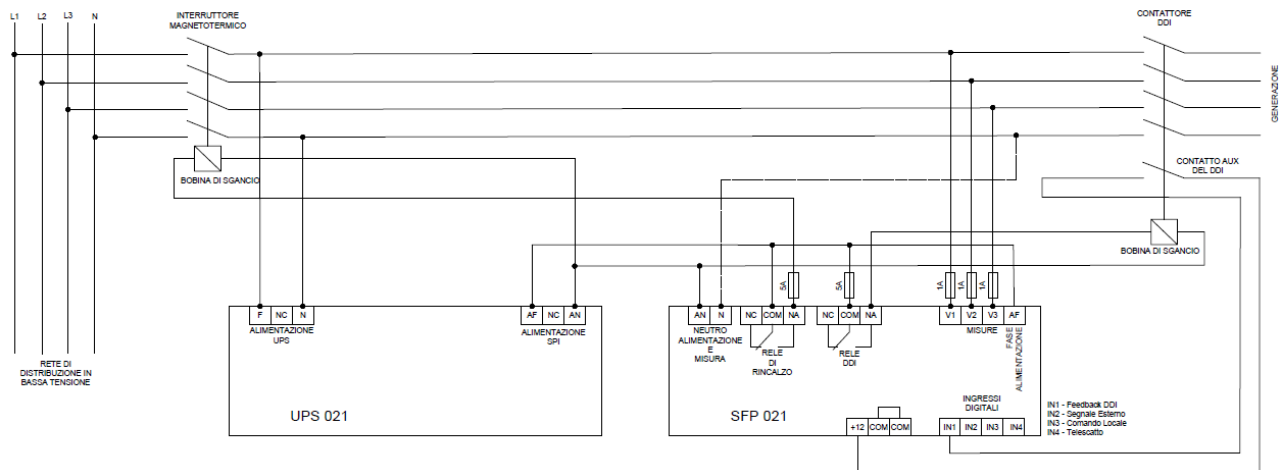 L1 L2 L3 N
INTERRUTTORE
MAGNETOTERMICO
CONTATTORE
DDI
GENERAZIONE
BOBINA DI SGANCIO
CONTATTO AUX
DEL DDI
BOBINA DI SGANCIO
5A 5A 1A 1A 1A
F NC N
ALIMENTAZIONE
UPS
AF NC AN
ALIMENTAZIONE
SPI
AN N
NEUTRO
ALIMENTAZIONE
E
MISURA
NC COM NA
RELE
DI
RINCALZO
NC COM NA
RELE
DDI
V1 V2 V3 AF
MISURE
FASE
ALIMENTAZIONE
RETE DI
DISTRIBUZIONE IN
BASSA TENSIONE
UPS 021
SFP 021
INGRESSI
DIGITALI
+12 COM COM
IN1 IN2 IN3 IN4
IN1 - Feedback DDI
IN2 - Segnale Esterno
IN3 - Comando Locale
IN4 - Telescatto